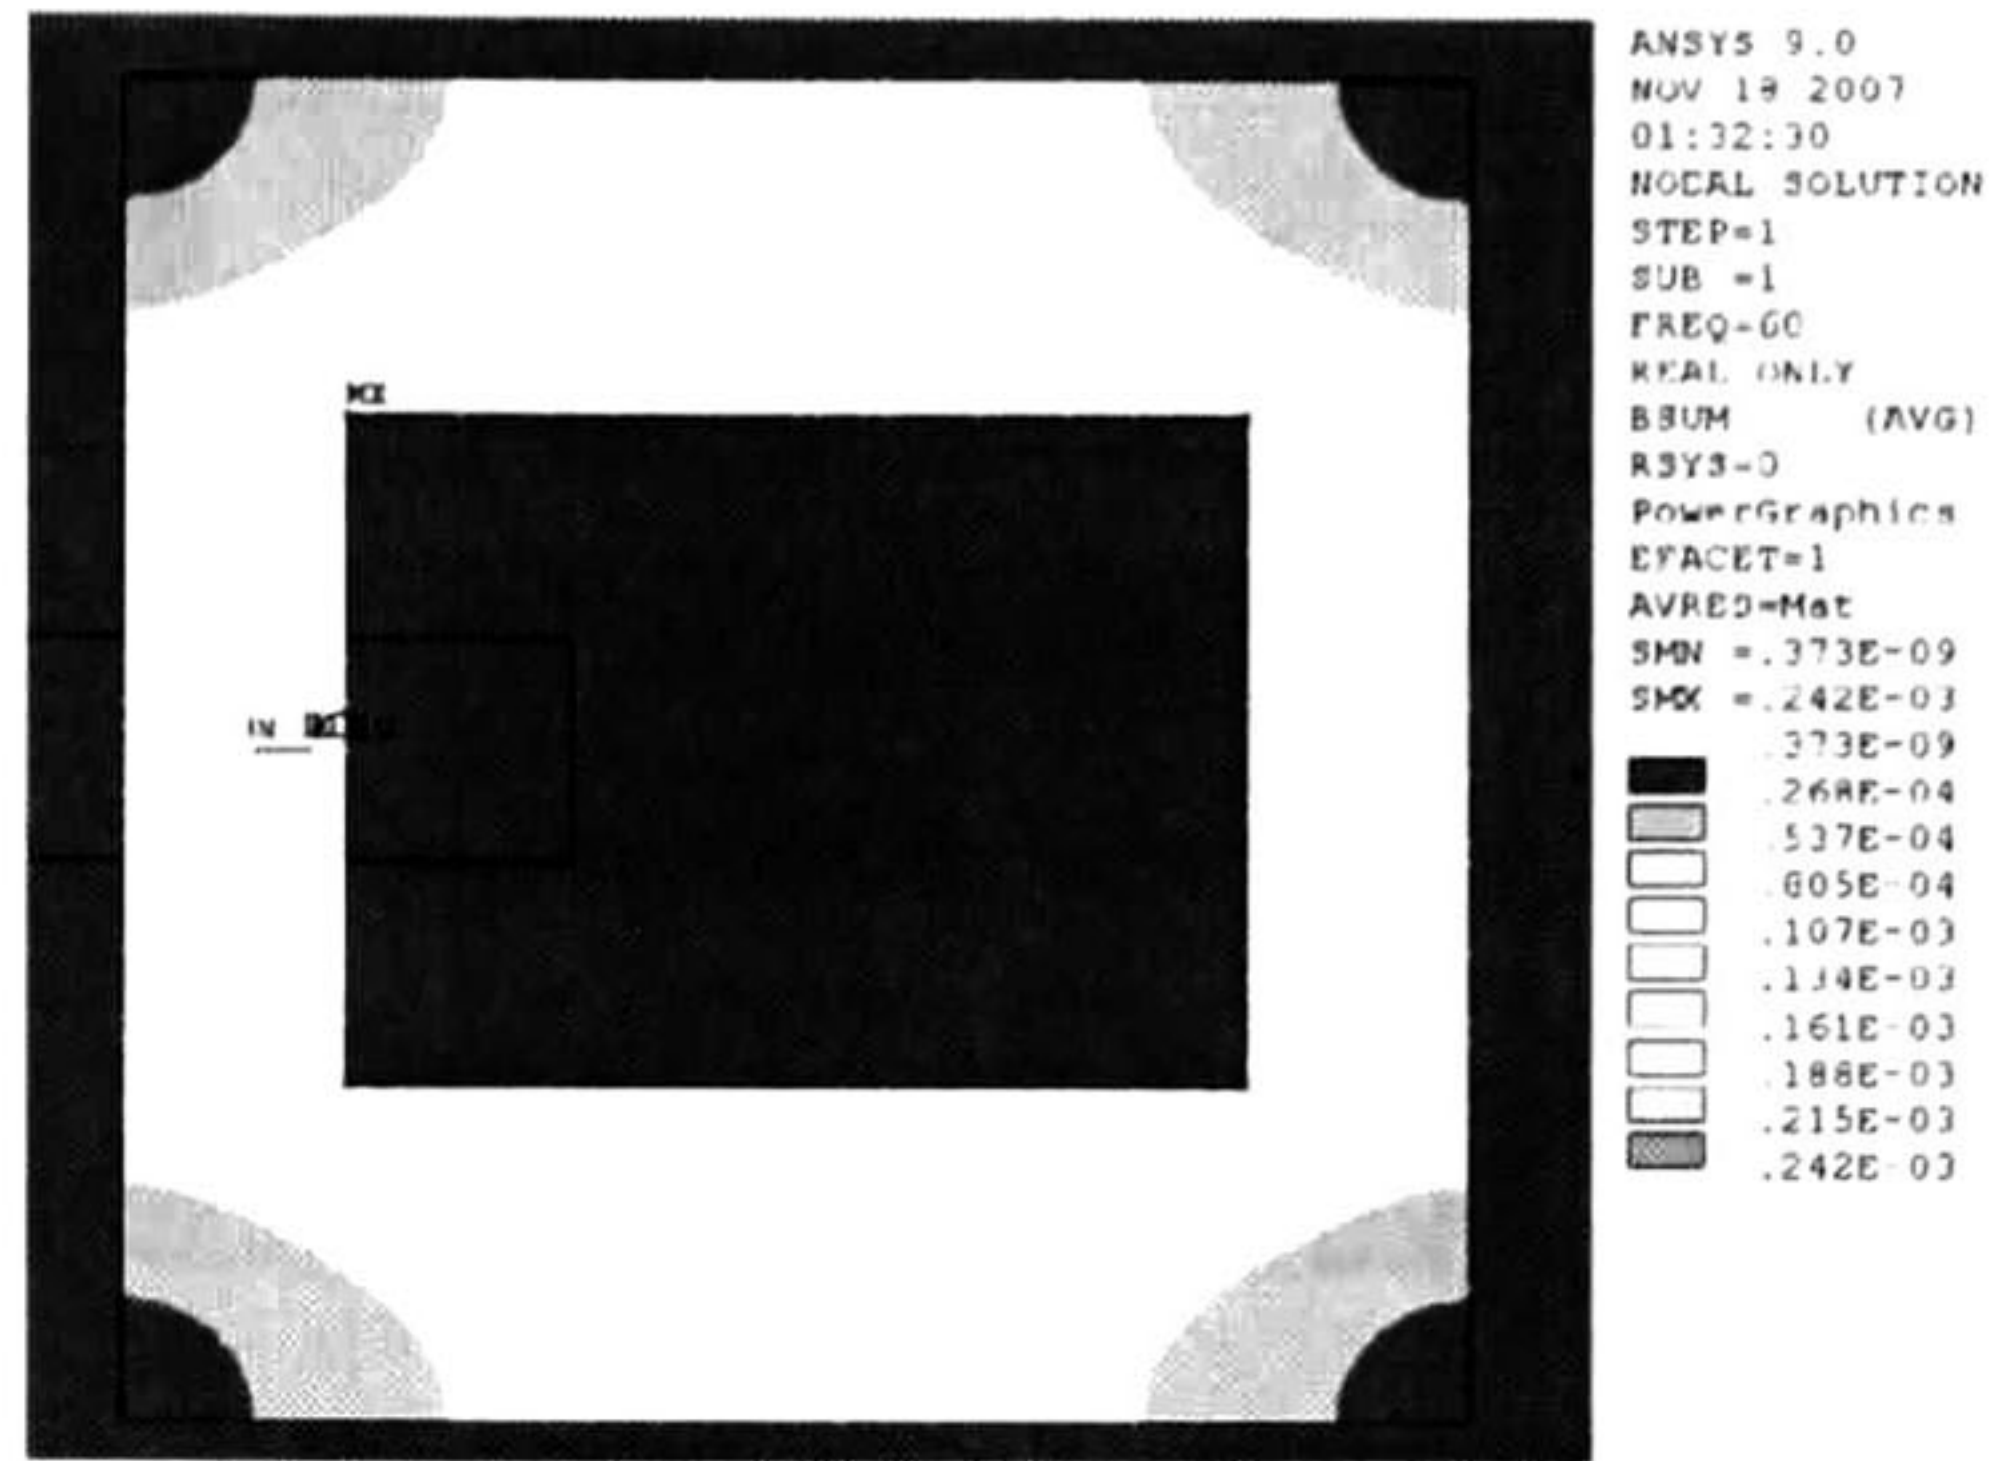 MX
ANSYS 9.0
NOV 18 2007
01:32:30
NODAL SOLUTION
STEP=1
SUB =1
FREQ=60
REAL ONLY
BSUM (AVG)
RSYS=0
PowerGraphics
EFACET=1
AVRES=Mat
SMN =.373E-09
SMX =.242E-03
.373E-09
.268E-04
.537E-04
.805E-04
.107E-03
.134E-03
.161E-03
.188E-03
.215E-03
.242E-03